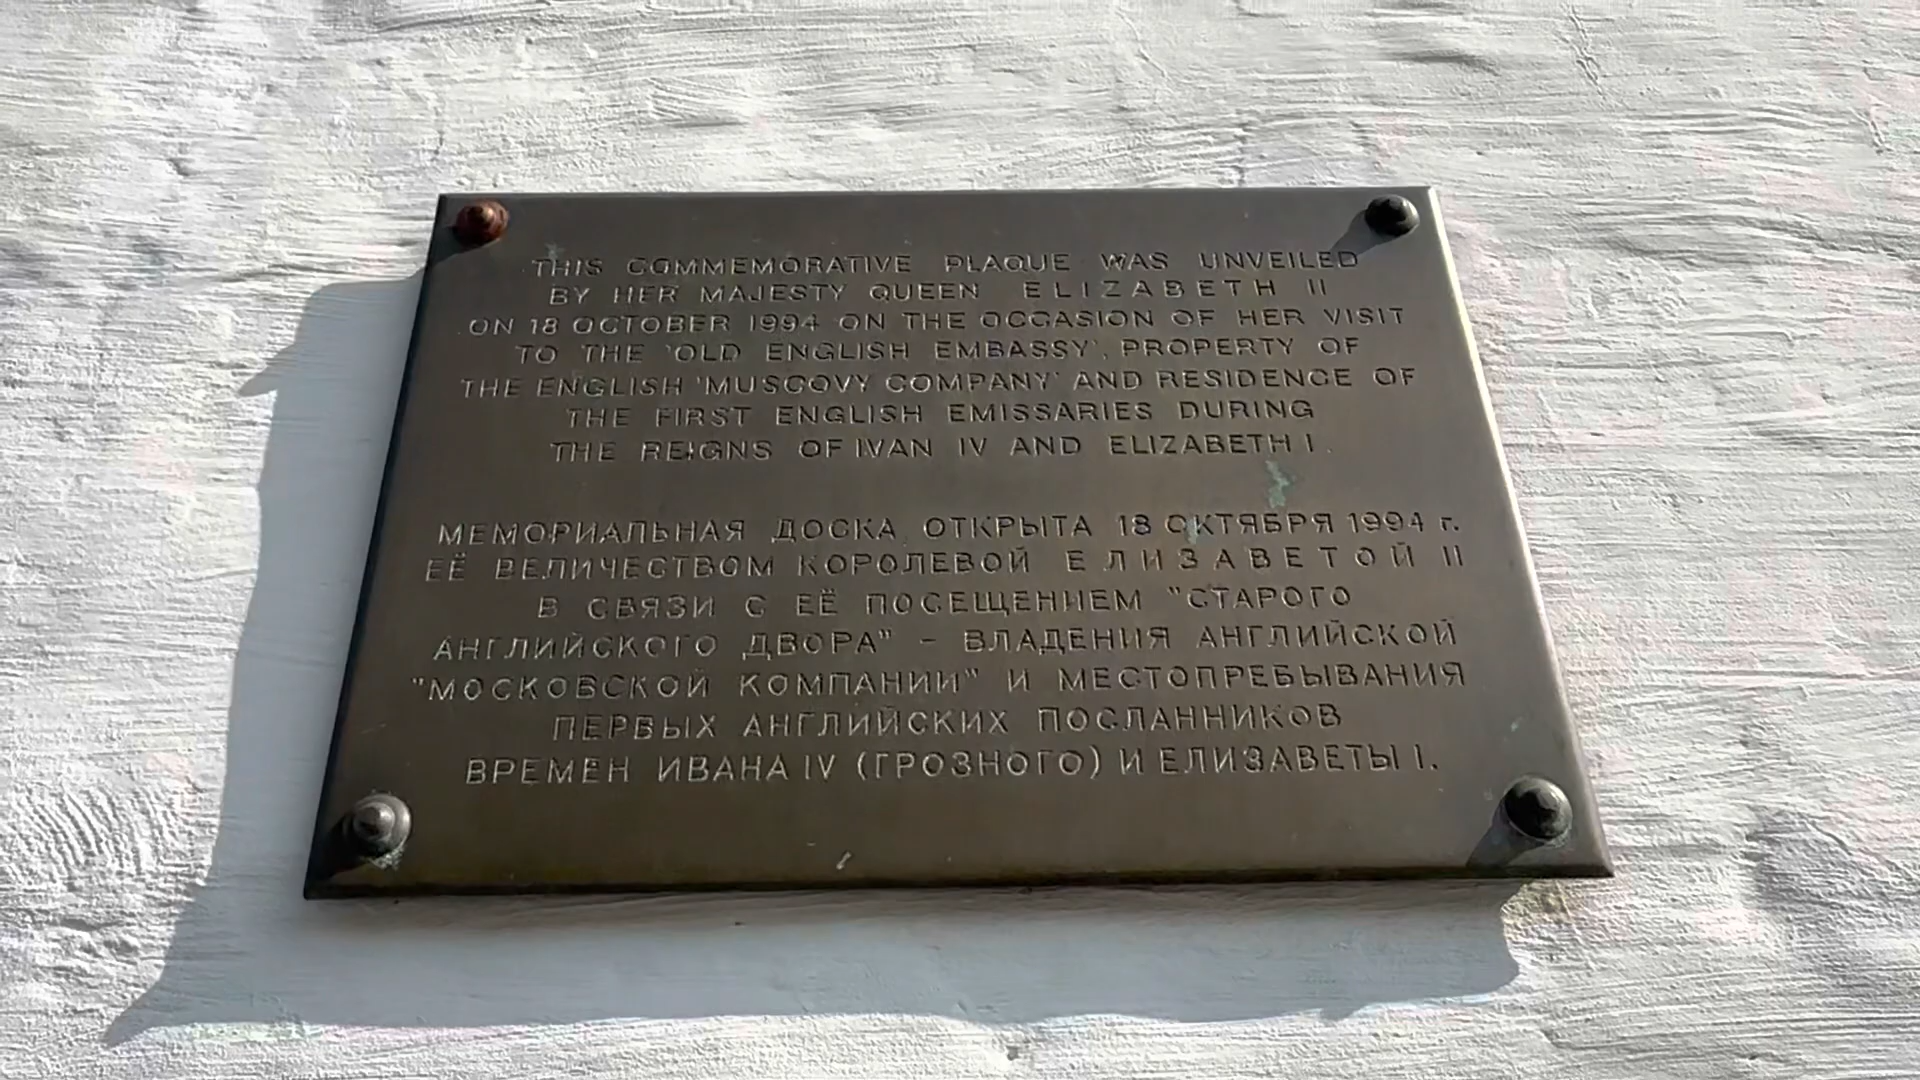 THIS COMMEMORATIVE PLAQUE WAS UNVEILED
BY HER MAJESTY QUEEN ELIZABETH II
ON 18 OCTOBER 1994 ON THE OCCASION OF HER VISIT
TO THE 'OLD ENGLISH EMBASSY', PROPERTY OF
THE ENGLISH 'MUSCOVY COMPANY' AND RESIDENCE OF
THE FIRST ENGLISH EMISSARIES DURING
THE REIGNS OF IVAN IV AND ELIZABETH I.
МЕМОРИАЛЬНАЯ ДОСКА ОТКРЫТА 18 ОКТЯБРЯ 1994 г.
ЕЁ ВЕЛИЧЕСТВОМ КОРОЛЕВОЙ ЕЛИЗАВЕТОЙ II
В СВЯЗИ С ЕЁ ПОСЕЩЕНИЕМ "СТАРОГО
АНГЛИЙСКОГО ДВОРА" - ВЛАДЕНИЯ АНГЛИЙСКОЙ
"МОСКОВСКОЙ КОМПАНИИ" И МЕСТОПРЕБЫВАНИЯ
ПЕРВЫХ АНГЛИЙСКИХ ПОСЛАННИКОВ
ВРЕМЕН ИВАНА IV (ГРОЗНОГО) И ЕЛИЗАВЕТЫ I.